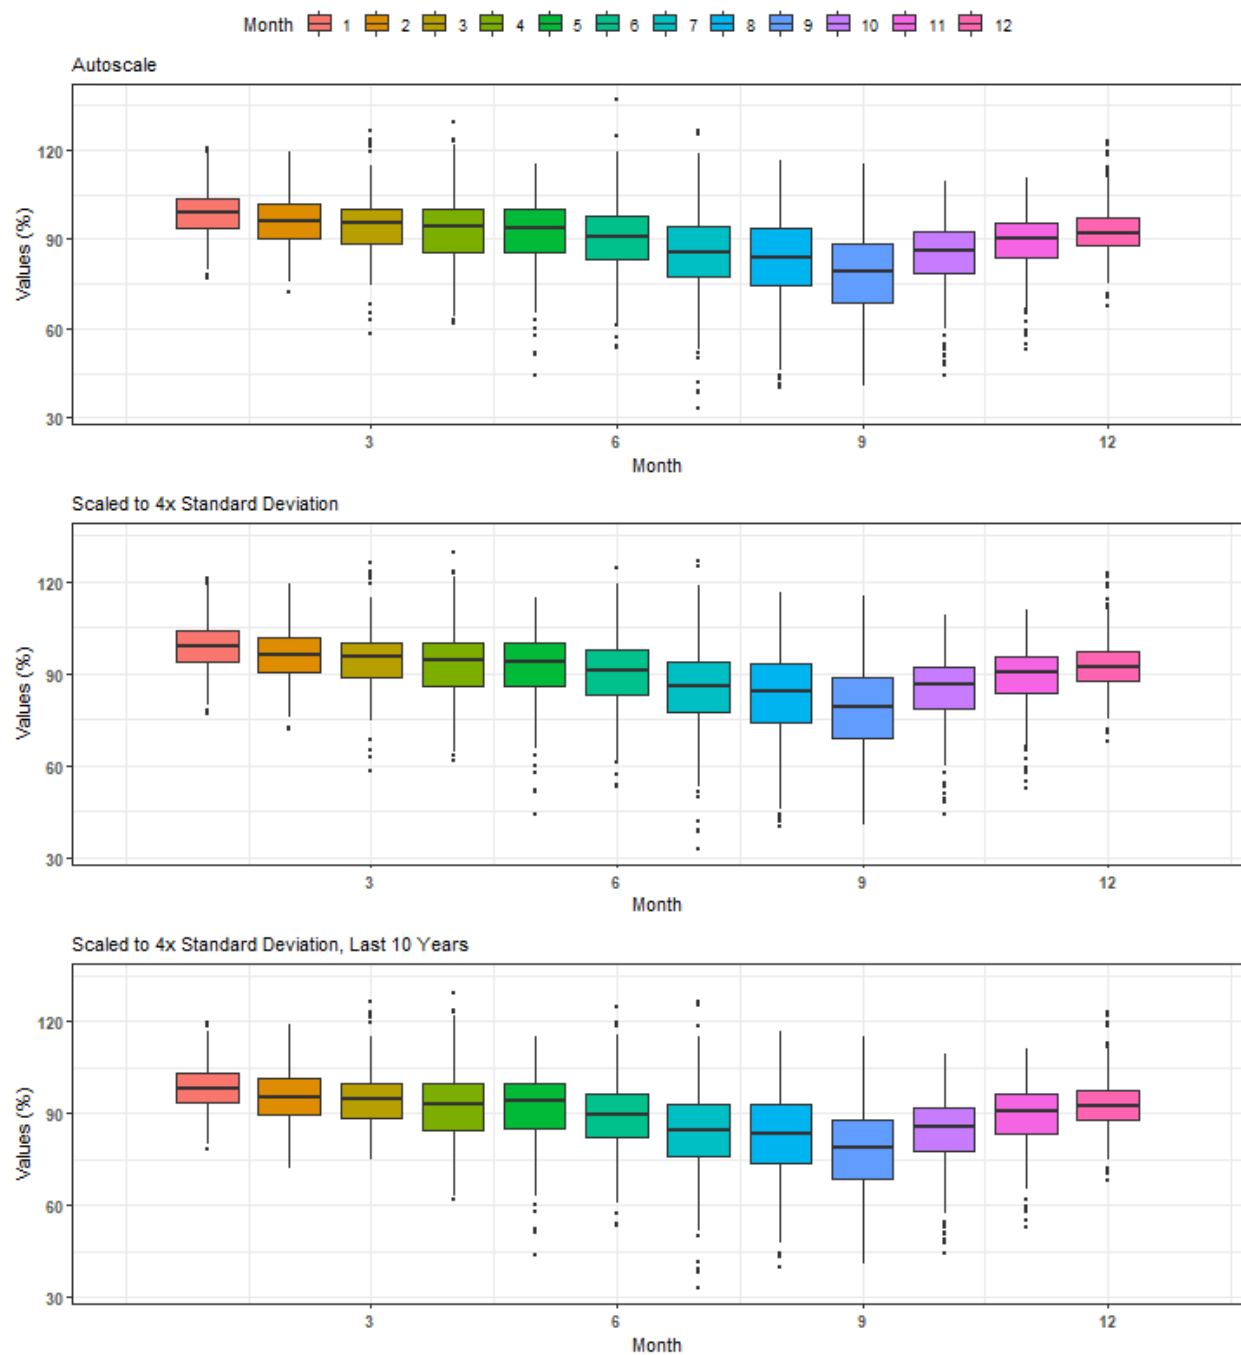 Month 1 2 3 4 5 6 7 8 9 10 11 12
Autoscale
Values (%)
120
90
60
30
3 6 9 12
Month
Scaled to 4x Standard Deviation
Values (%)
120
90
60
30
3 6 9 12
Month
Scaled to 4x Standard Deviation, Last 10 Years
Values (%)
120
90
60
30
3 6 9 12
Month